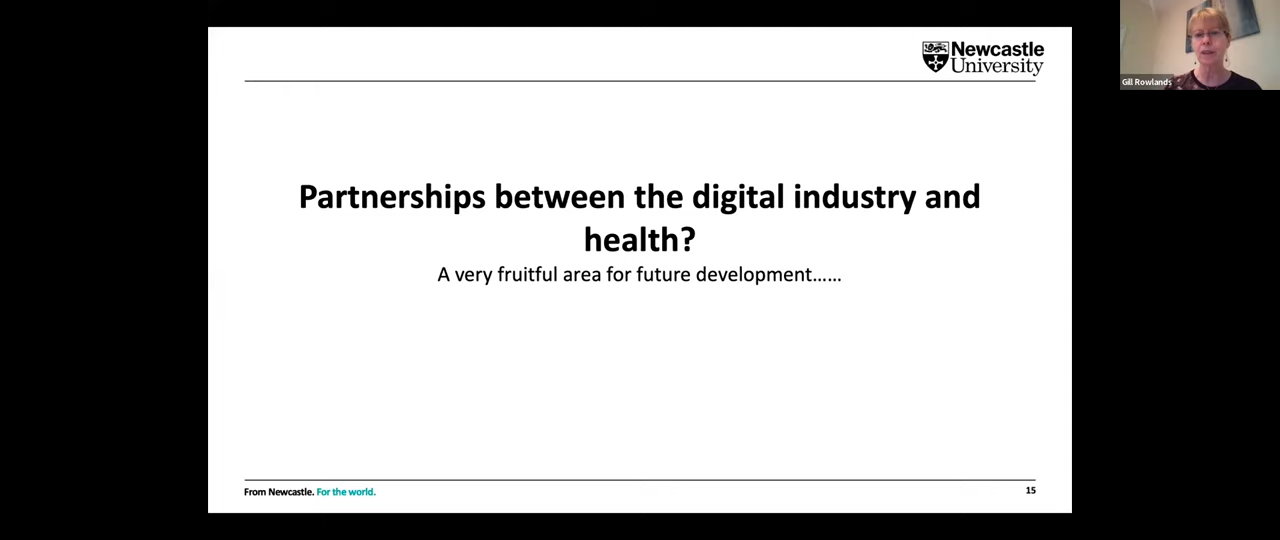 Newcastle
University
Gill Rowlands
Partnerships between the digital industry and
health?
A very fruitful area for future development......
From Newcastle. For the world.
15